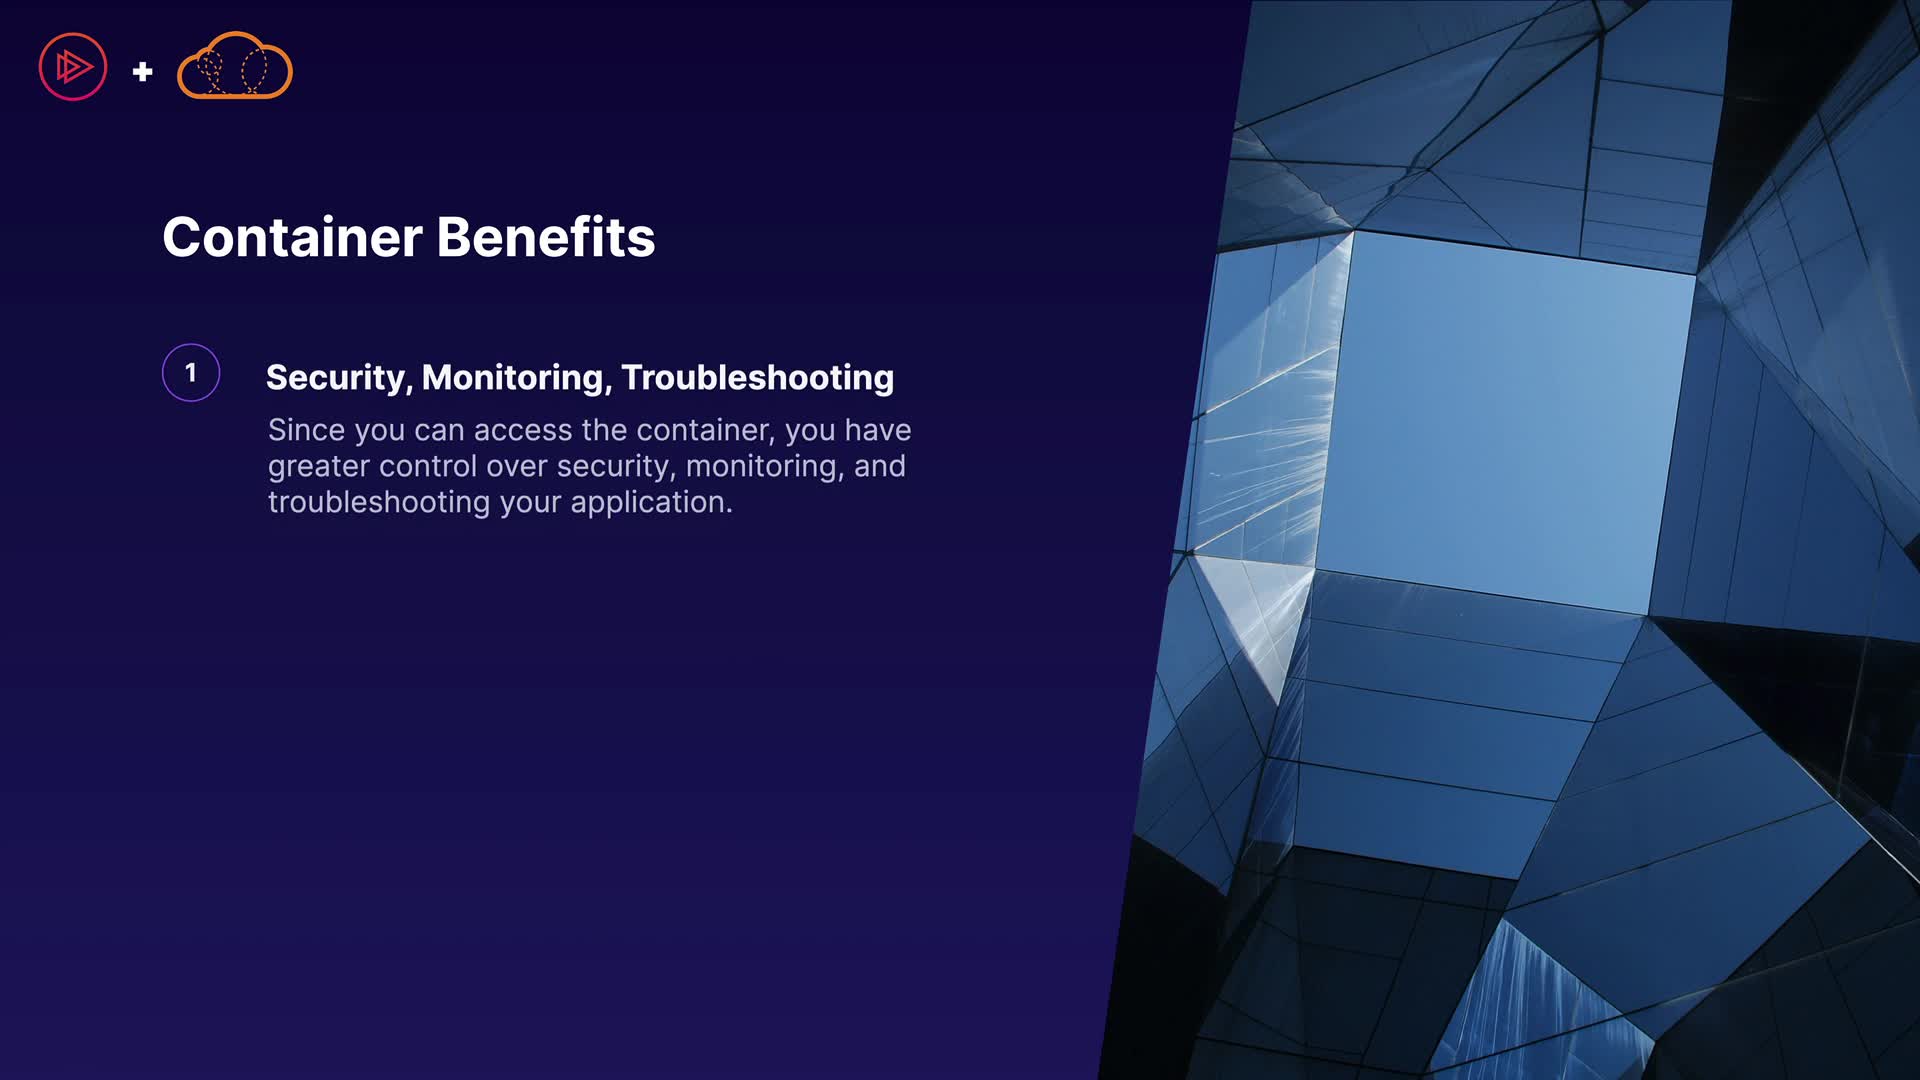 +
Container Benefits
1
Security, Monitoring, Troubleshooting
Since you can access the container, you have
greater control over security, monitoring, and
troubleshooting your application.